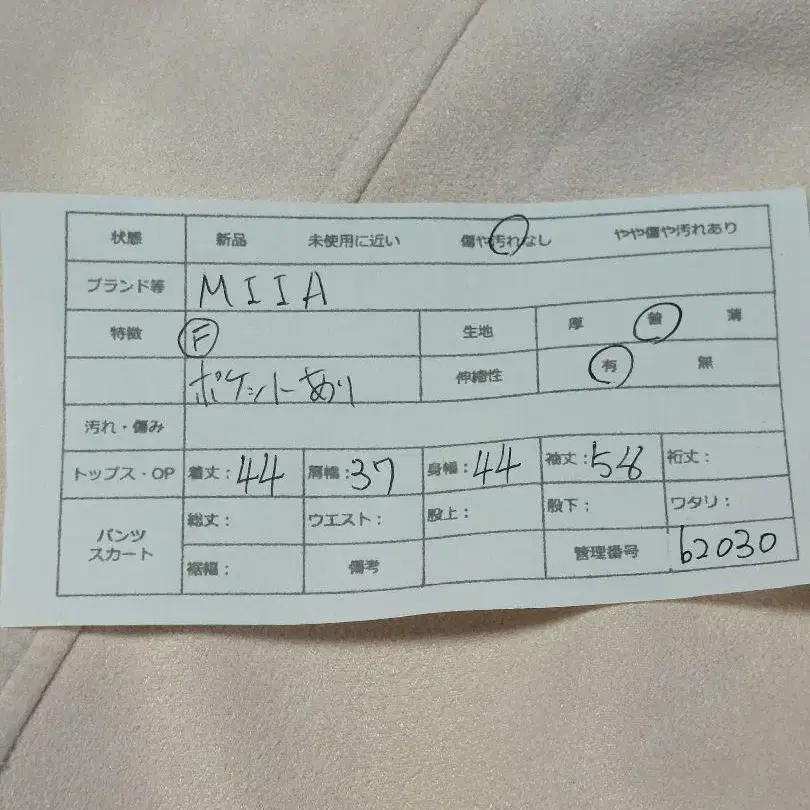 状態 新品 未使用に近い 傷や汚れなし やや傷や汚れあり
ブランド等 MIIA
特徴 F 生地 厚 普 薄
ポケットあり 伸縮性 有 無
汚れ・傷み
トップス・OP 着丈：44 肩幅：37 身幅：44 袖丈：58 裄丈：
パンツ スカート 総丈： ウエスト： 股上： 股下： ワタリ：
裾幅： 備考 管理番号 62030